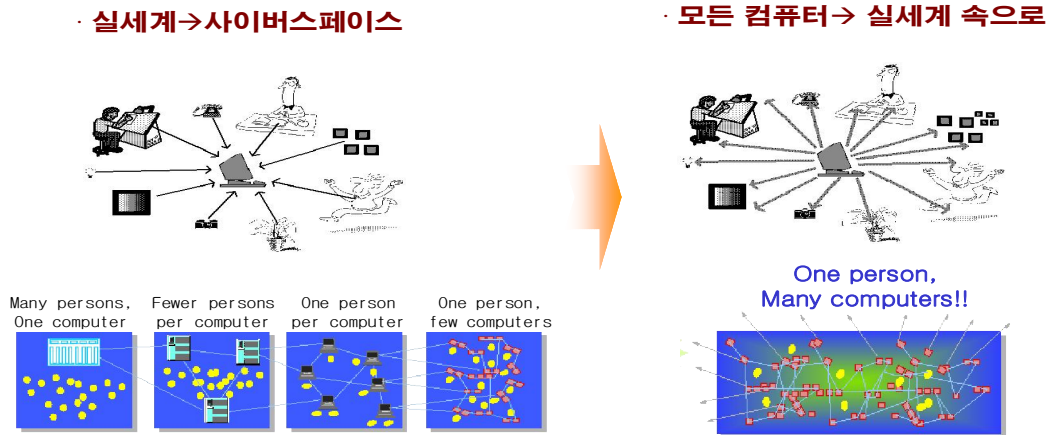 · 실세계→사이버스페이스
· 모든 컴퓨터→ 실세계 속으로
Many persons,
One computer
Fewer persons
per computer
One person
per computer
One person,
few computers
One person,
Many computers!!